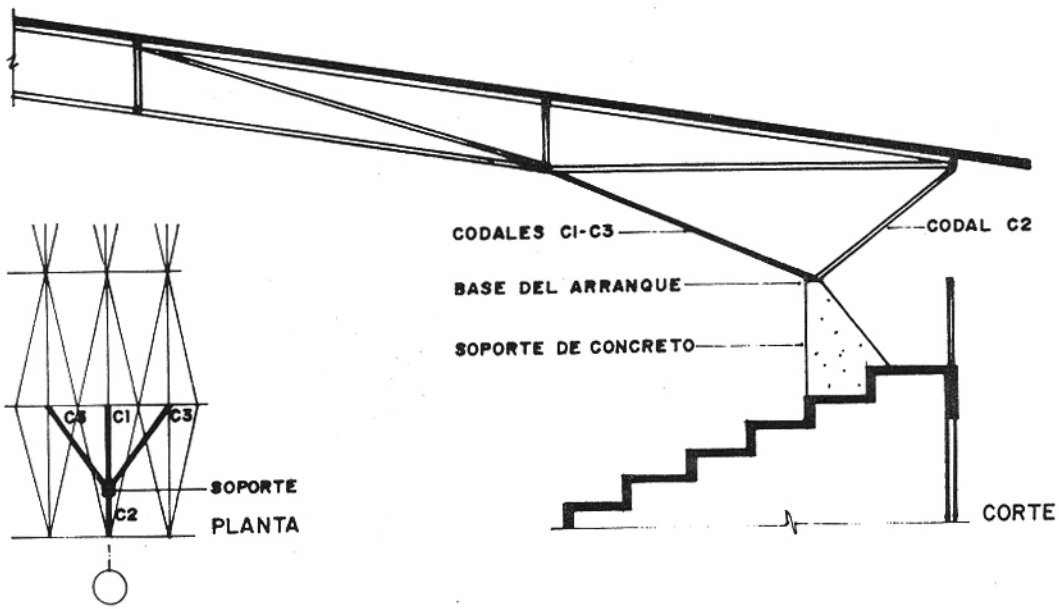 CODALES C1-C3
CODAL C2
BASE DEL ARRANQUE
SOPORTE DE CONCRETO
C3 C1 C3
SOPORTE
C2
PLANTA
CORTE